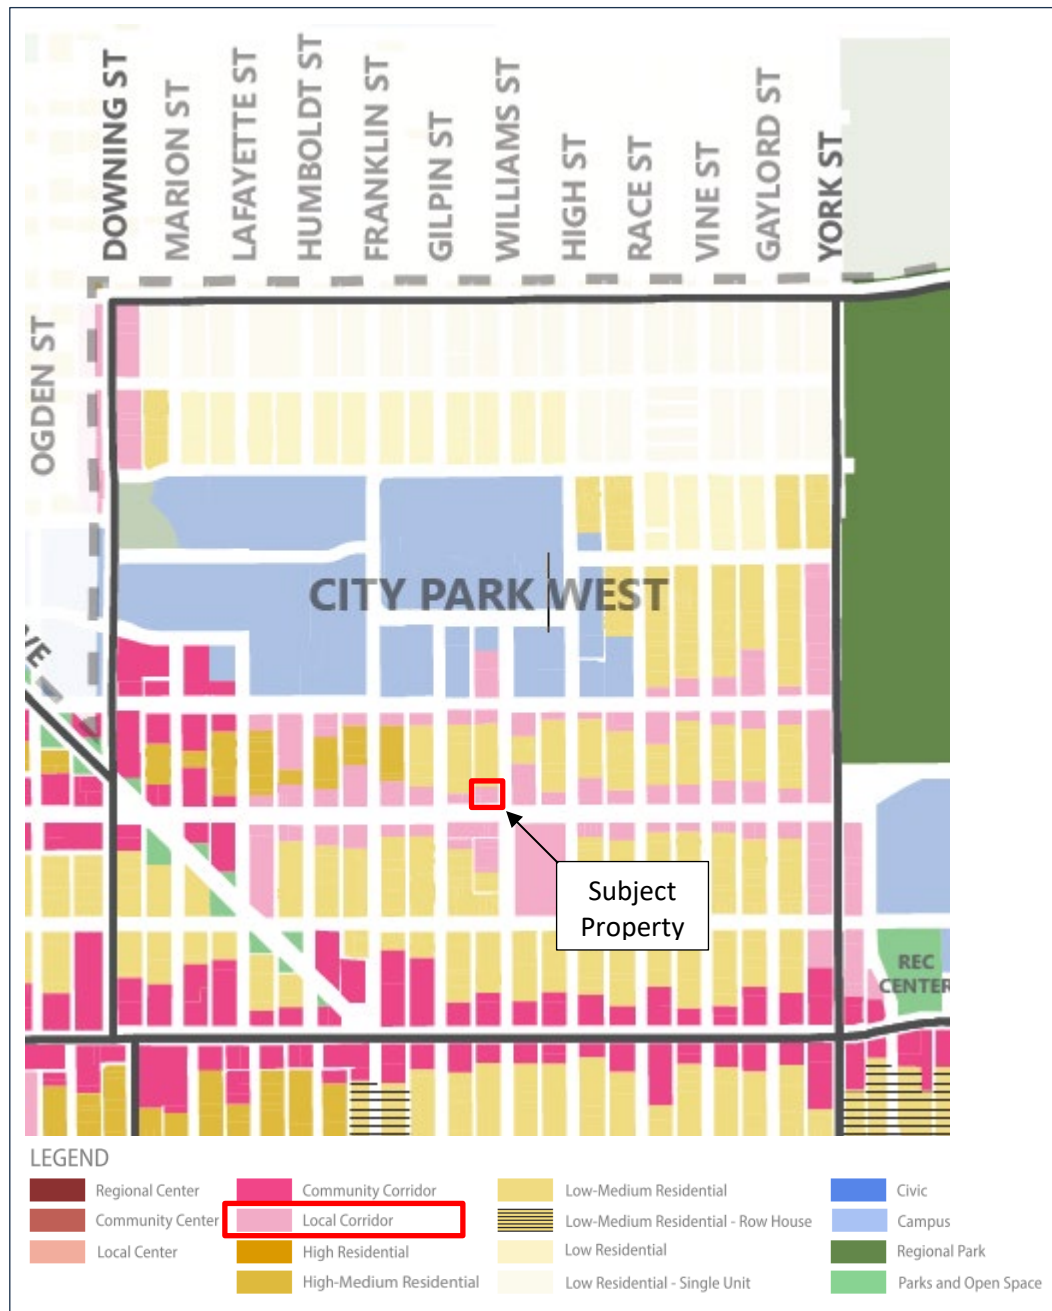 DOWNING ST
MARION ST
LAFAYETTE ST
HUMBOLDT ST
FRANKLIN ST
GILPIN ST
WILLIAMS ST
HIGH ST
RACE ST
VINE ST
GAYLORD ST
YORK ST
OGDEN ST
CITY PARK WEST
VE
Subject
Property
REC
CENTER
LEGEND
Regional Center
Community Center
Local Center
Community Corridor
Local Corridor
High Residential
High-Medium Residential
Low-Medium Residential
Low-Medium Residential - Row House
Low Residential
Low Residential - Single Unit
Civic
Campus
Regional Park
Parks and Open Space